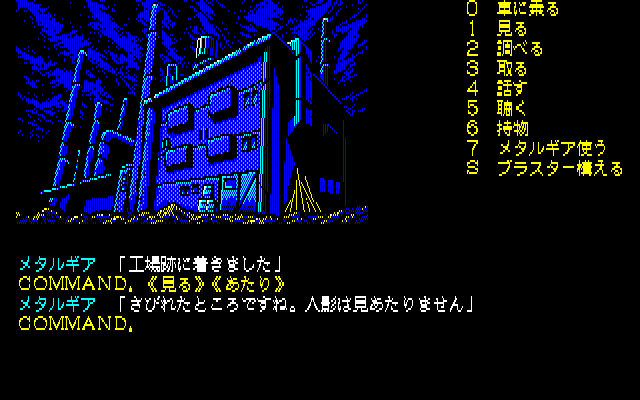 0 車に乗る
1 見る
2 調べる
3 取る
4 話す
5 聴く
6 持物
7 メタルギア使う
S ブラスター構える
メタルギア 「工場跡に着きました」
COMMAND. 《見る》《あたり》
メタルギア 「さびれたところですね。人影は見あたりません」
COMMAND.